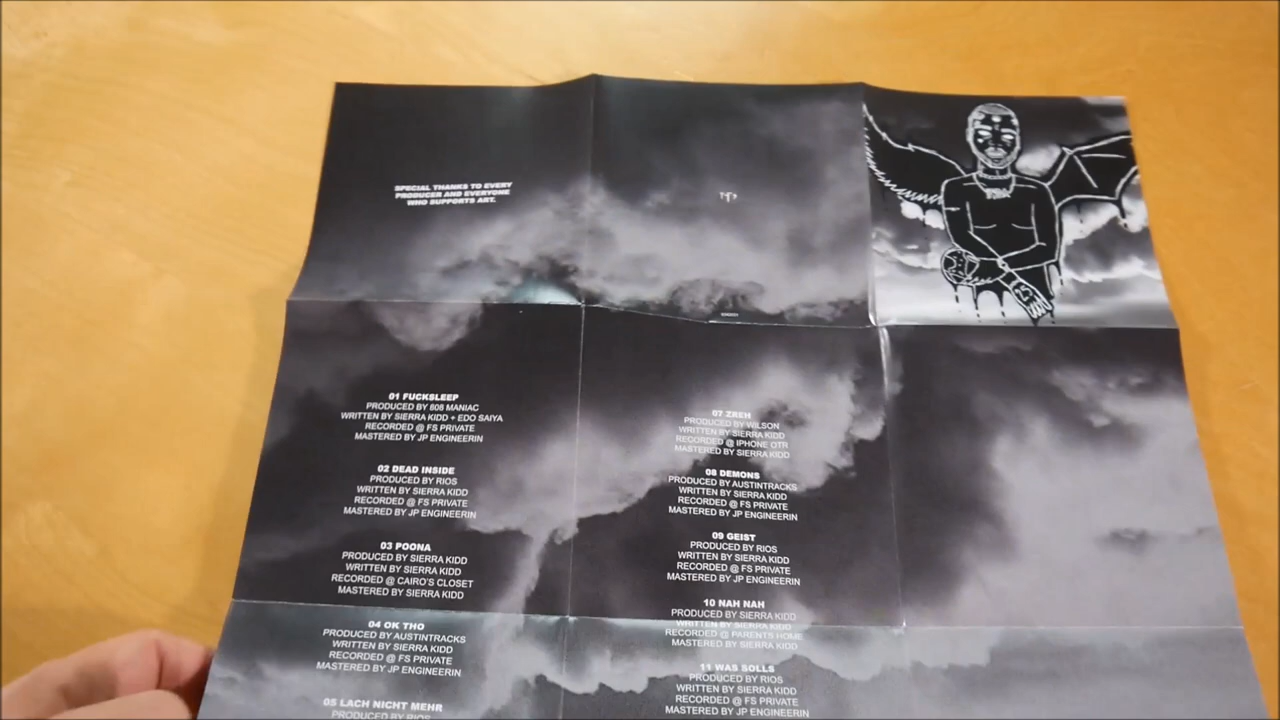 SPECIAL THANKS TO EVERY
PRODUCER AND EVERYONE
WHO SUPPORTS ART.
01 FUCKSLEEP
PRODUCED BY 808 MANIAC
WRITTEN BY SIERRA KIDD + EDO SAIYA
RECORDED @ FS PRIVATE
MASTERED BY JP ENGINEERIN
02 DEAD INSIDE
PRODUCED BY RIOS
WRITTEN BY SIERRA KIDD
RECORDED @ FS PRIVATE
MASTERED BY JP ENGINEERIN
03 POONA
PRODUCED BY SIERRA KIDD
WRITTEN BY SIERRA KIDD
RECORDED @ CAIRO'S CLOSET
MASTERED BY SIERRA KIDD
04 OK THO
PRODUCED BY AUSTINTRACKS
WRITTEN BY SIERRA KIDD
RECORDED @ FS PRIVATE
MASTERED BY JP ENGINEERIN
05 LACH NICHT MEHR
PRODUCED BY RIOS
07 ZREH
PRODUCED BY WILSON
WRITTEN BY SIERRA KIDD
RECORDED @ IPHONE OTR
MASTERED BY SIERRA KIDD
08 DEMONS
PRODUCED BY AUSTINTRACKS
WRITTEN BY SIERRA KIDD
RECORDED @ FS PRIVATE
MASTERED BY JP ENGINEERIN
09 GEIST
PRODUCED BY RIOS
WRITTEN BY SIERRA KIDD
RECORDED @ FS PRIVATE
MASTERED BY JP ENGINEERIN
10 NAH NAH
PRODUCED BY SIERRA KIDD
WRITTEN BY SIERRA KIDD
RECORDED @ PARENTS HOME
MASTERED BY SIERRA KIDD
11 WAS SOLLS
PRODUCED BY RIOS
WRITTEN BY SIERRA KIDD
RECORDED @ FS PRIVATE
MASTERED BY JP ENGINEERIN